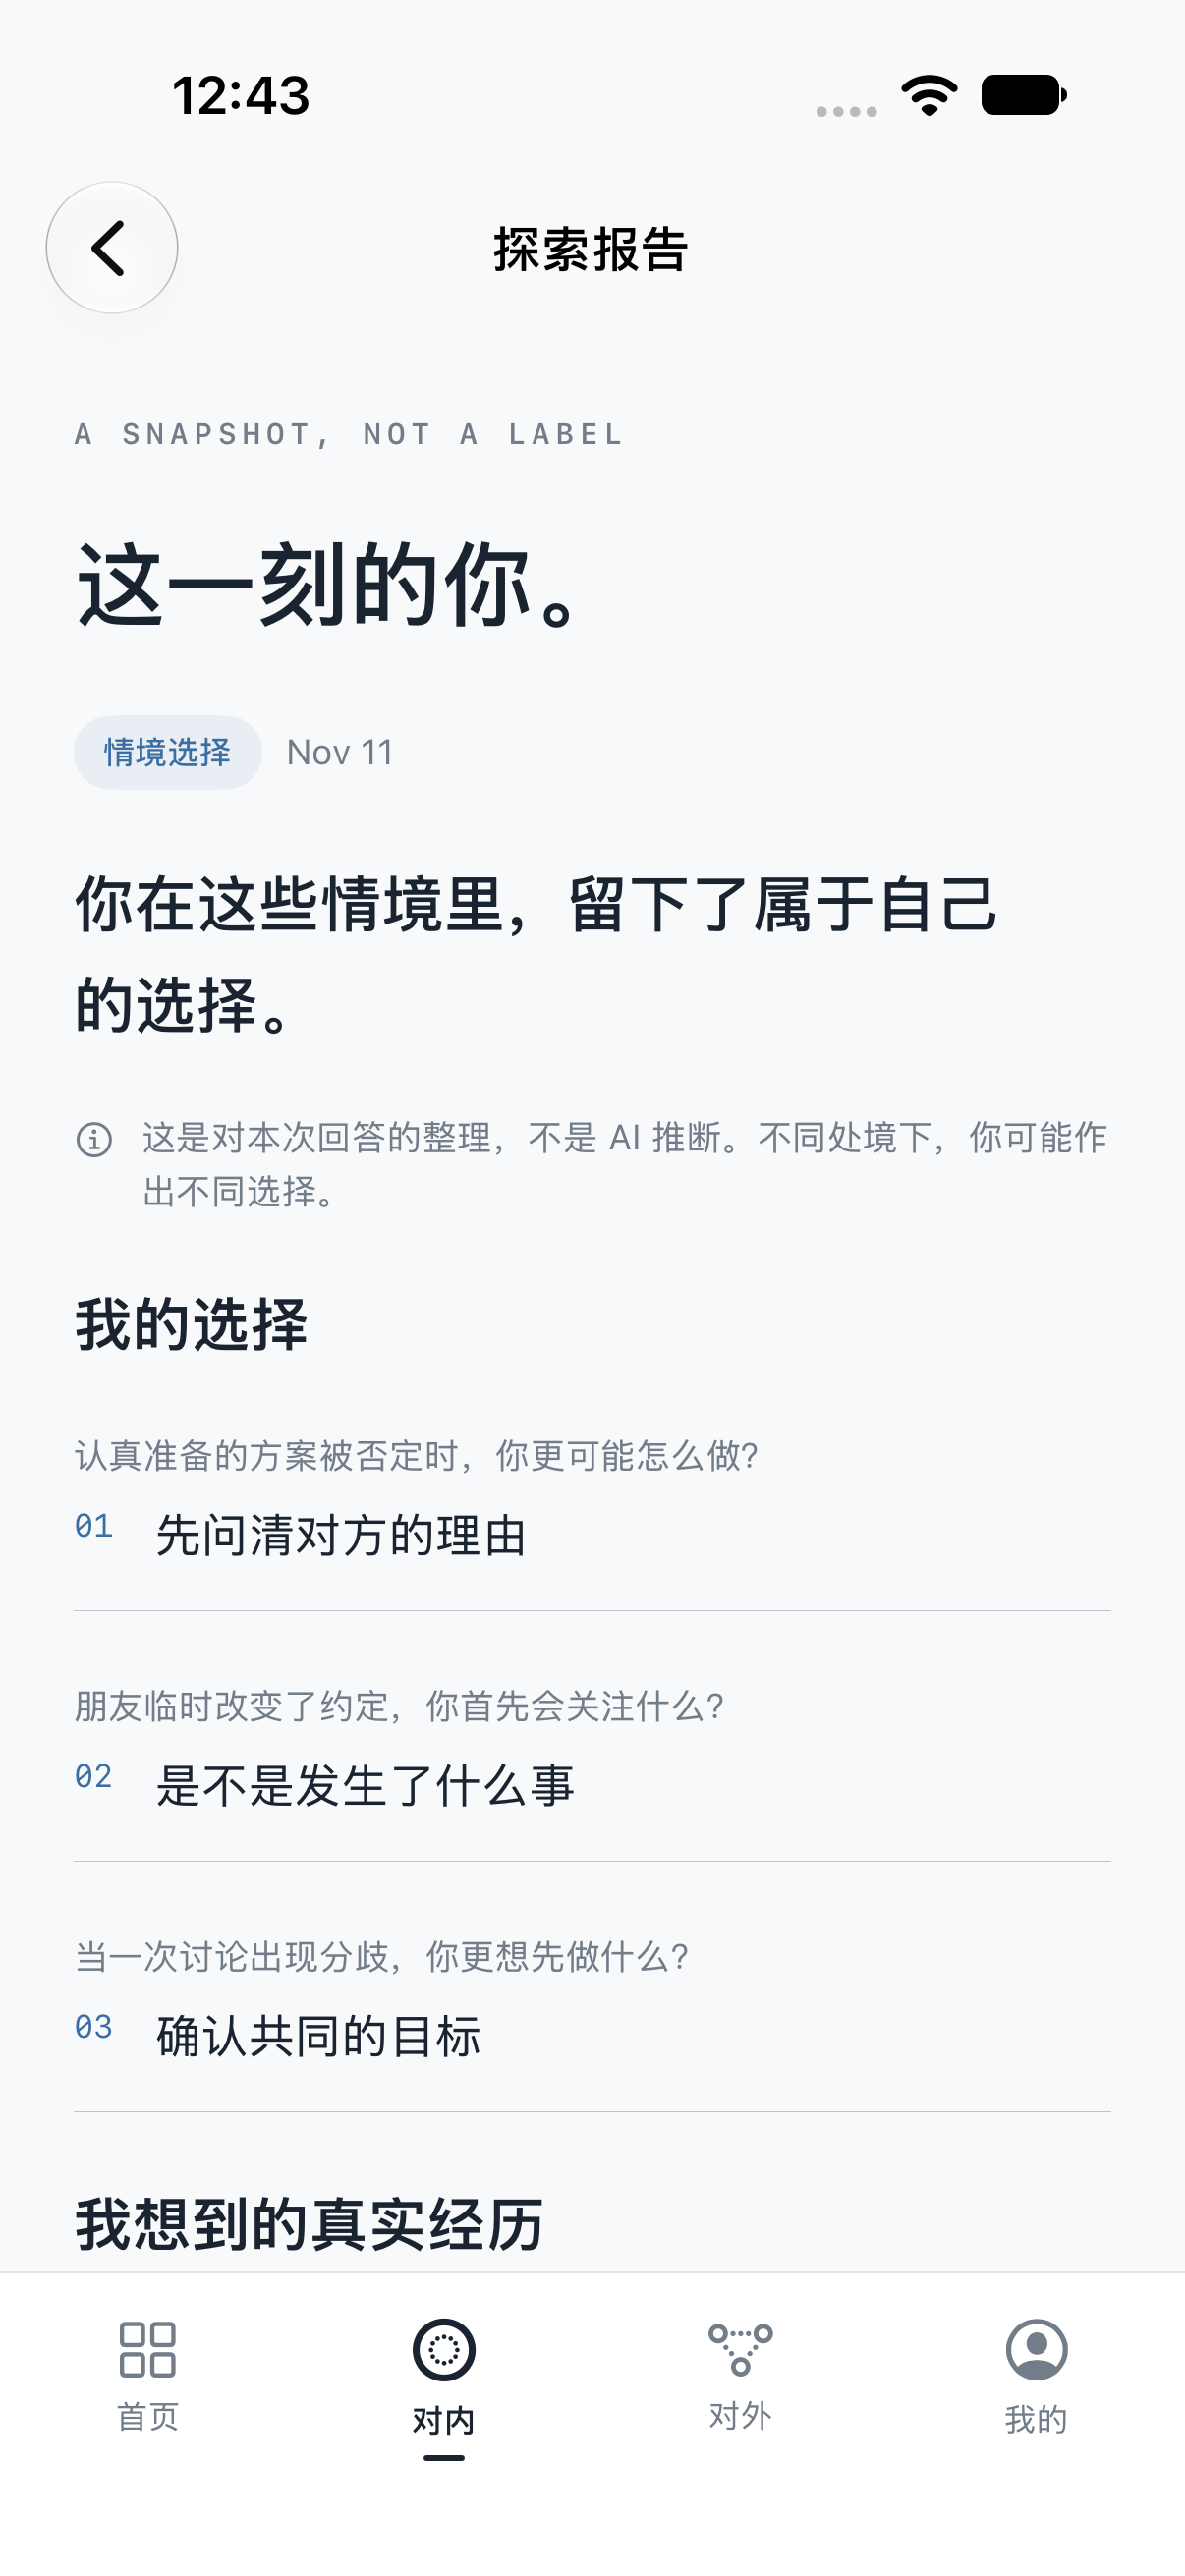 12:43
探索报告
A SNAPSHOT, NOT A LABEL
这一刻的你。
情境选择 Nov 11
你在这些情境里，留下了属于自己
的选择。
这是对本次回答的整理，不是 AI 推断。不同处境下，你可能作
出不同选择。
我的选择
认真准备的方案被否定时，你更可能怎么做?
01 先问清对方的理由
朋友临时改变了约定，你首先会关注什么?
02 是不是发生了什么事
当一次讨论出现分歧，你更想先做什么?
03 确认共同的目标
我想到的真实经历
首页 对内 对外 我的